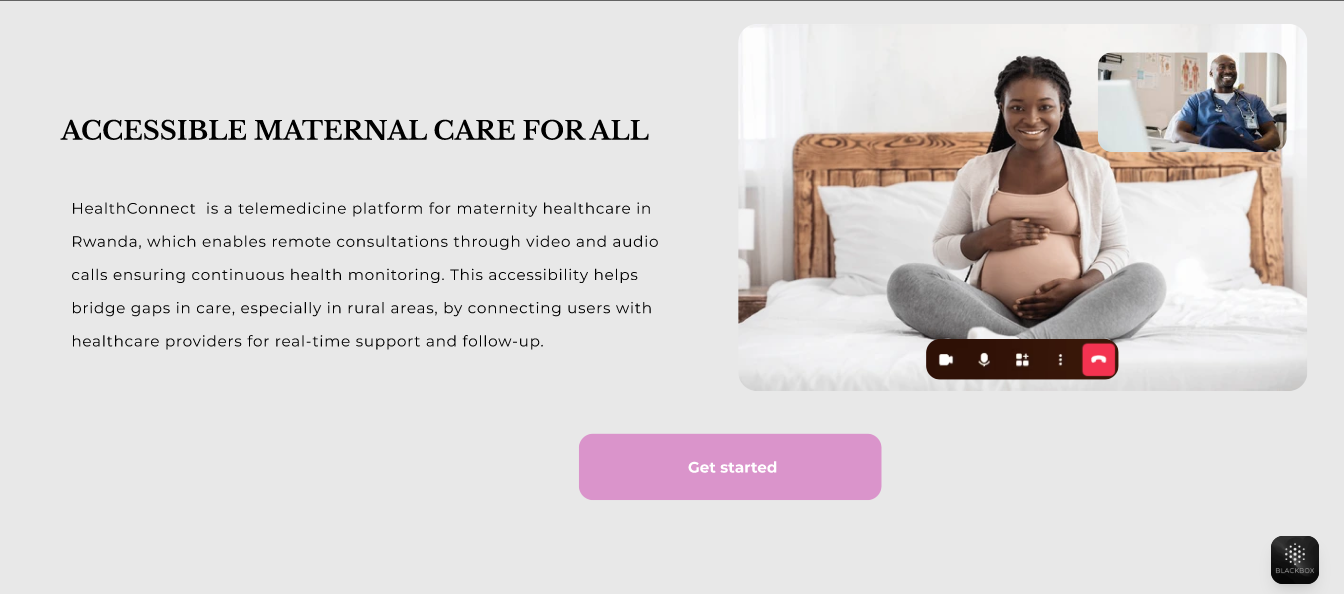 ACCESSIBLE MATERNAL CARE FOR ALL
HealthConnect is a telemedicine platform for maternity healthcare in
Rwanda, which enables remote consultations through video and audio
calls ensuring continuous health monitoring. This accessibility helps
bridge gaps in care, especially in rural areas, by connecting users with
healthcare providers for real-time support and follow-up.
Get started
BLACKBOX